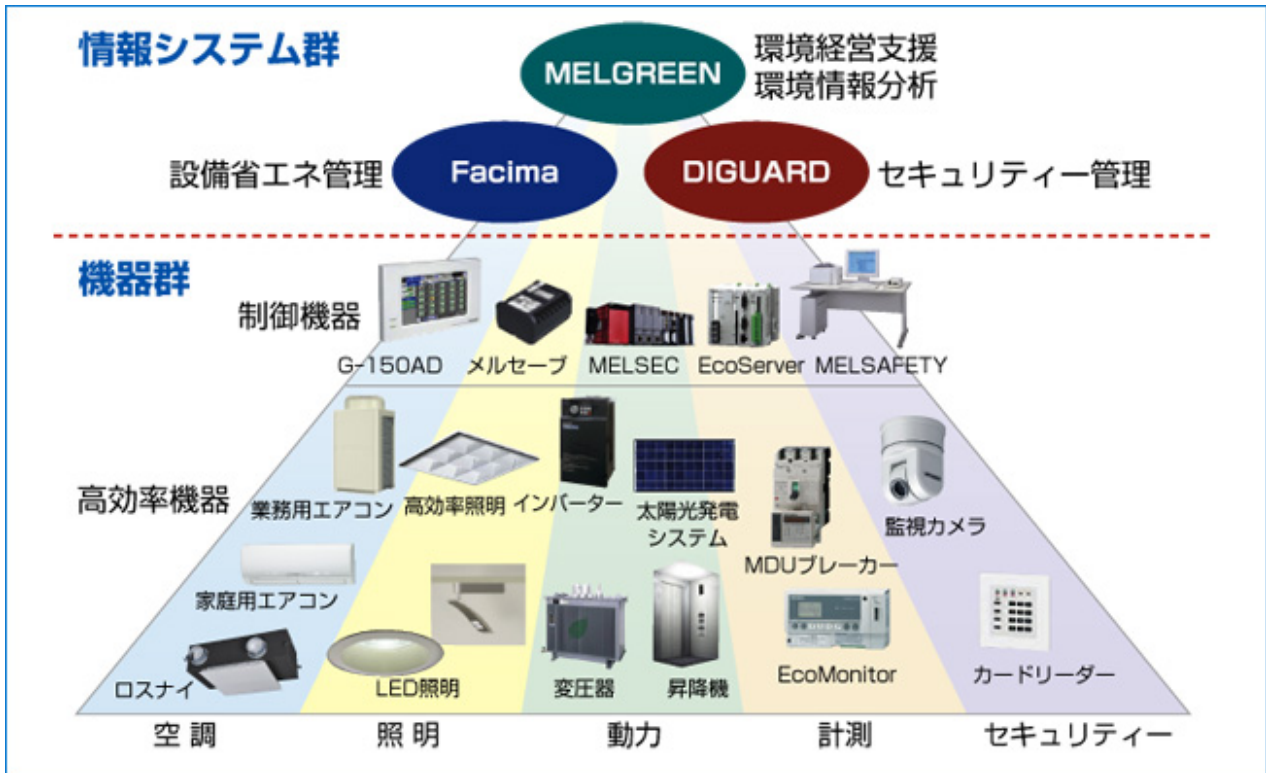 情報システム群
MELGREEN
環境経営支援
環境情報分析
設備省エネ管理
Facima
DIGUARD
セキュリティー管理
機器群
制御機器
G-150AD
メルセーブ
MELSEC
EcoServer
MELSAFETY
高効率機器
業務用エアコン
高効率照明
インバーター
太陽光発電
システム
MDUブレーカー
監視カメラ
家庭用エアコン
ロスナイ
LED照明
変圧器
昇降機
EcoMonitor
カードリーダー
空調
照明
動力
計測
セキュリティー